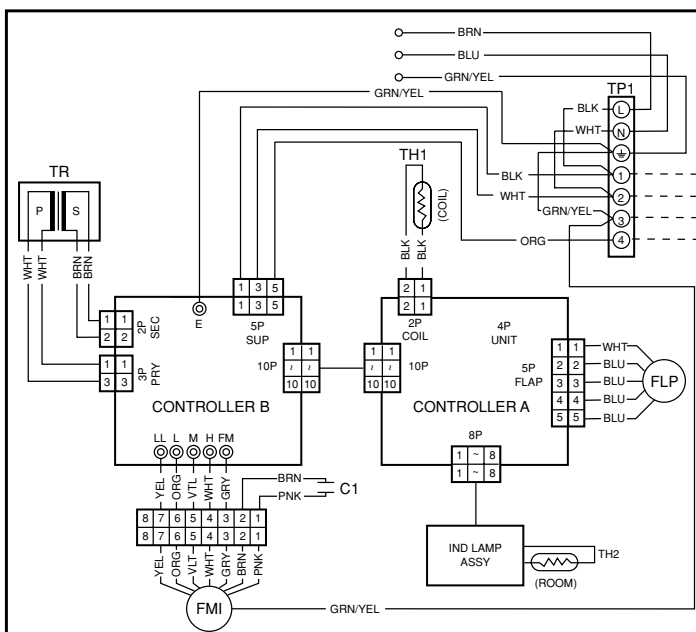 BRN
BLU
GRN/YEL
GRN/YEL
TP1
BLK L
WHT N
TH1
(COIL)
BLK 1
WHT 2
GRN/YEL 3
ORG 4
TR
P S
WHT WHT BRN BRN
BLK BLK
1 3 5
1 3 5
E
5P
SUP
2 1
2 1
2P
COIL
4P
UNIT
1 1
2 2
2P
SEC
1 1
3 3
3P
PRY
10P
1 1
~ ~
10 10
1 1
~ ~
10 10
10P
5P
FLAP
1 1 WHT
2 2 BLU
3 3 BLU
4 4 BLU
5 5 BLU
FLP
CONTROLLER B
CONTROLLER A
LL L M H FM
8P
1 ~ 8
1 ~ 8
YEL ORG VTL WHT GRY
BRN
PNK
C1
8 7 6 5 4 3 2 1
8 7 6 5 4 3 2 1
YEL ORG VLT WHT GRY BRN PNK
IND LAMP
ASSY
TH2
(ROOM)
FMI
GRN/YEL